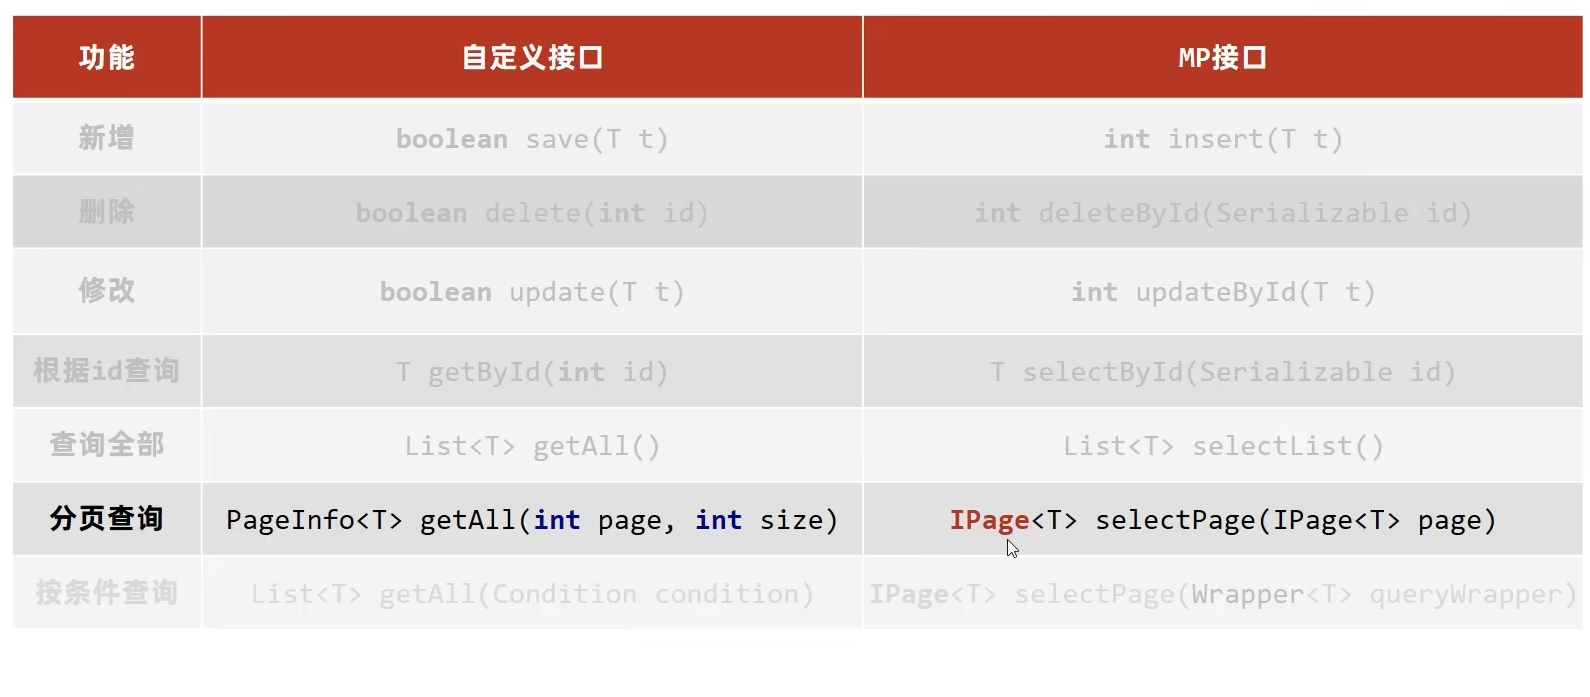 功能 自定义接口 MP接口
新增 boolean save(T t) int insert(T t)
删除 boolean delete(int id) int deleteById(Serializable id)
修改 boolean update(T t) int updateById(T t)
根据id查询 T getById(int id) T selectById(Serializable id)
查询全部 List<T> getAll() List<T> selectList()
分页查询 PageInfo<T> getAll(int page, int size) IPage<T> selectPage(IPage<T> page)
按条件查询 List<T> getAll(Condition condition) IPage<T> selectPage(Wrapper<T> queryWrapper)